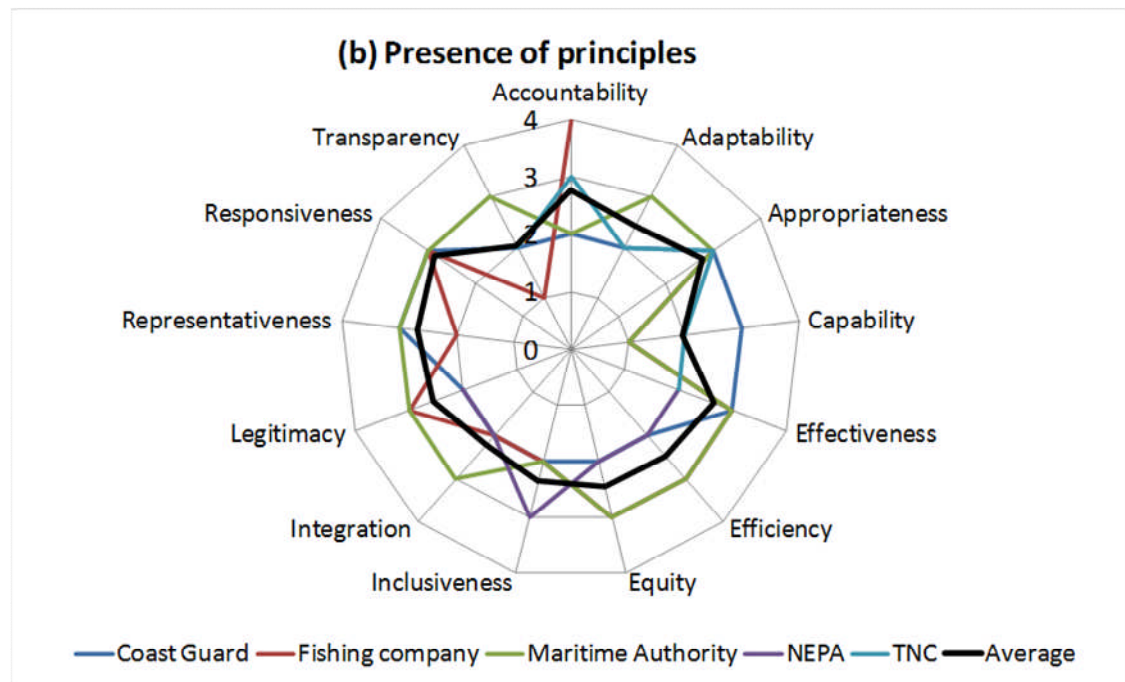 (b) Presence of principles
Accountability
Transparency
4
Adaptability
3
Responsiveness
Appropriateness
2
1
Representativeness
Capability
0
Legitimacy
Effectiveness
Integration
Efficiency
Inclusiveness
Equity
Coast Guard Fishing company Maritime Authority NEPA TNC Average